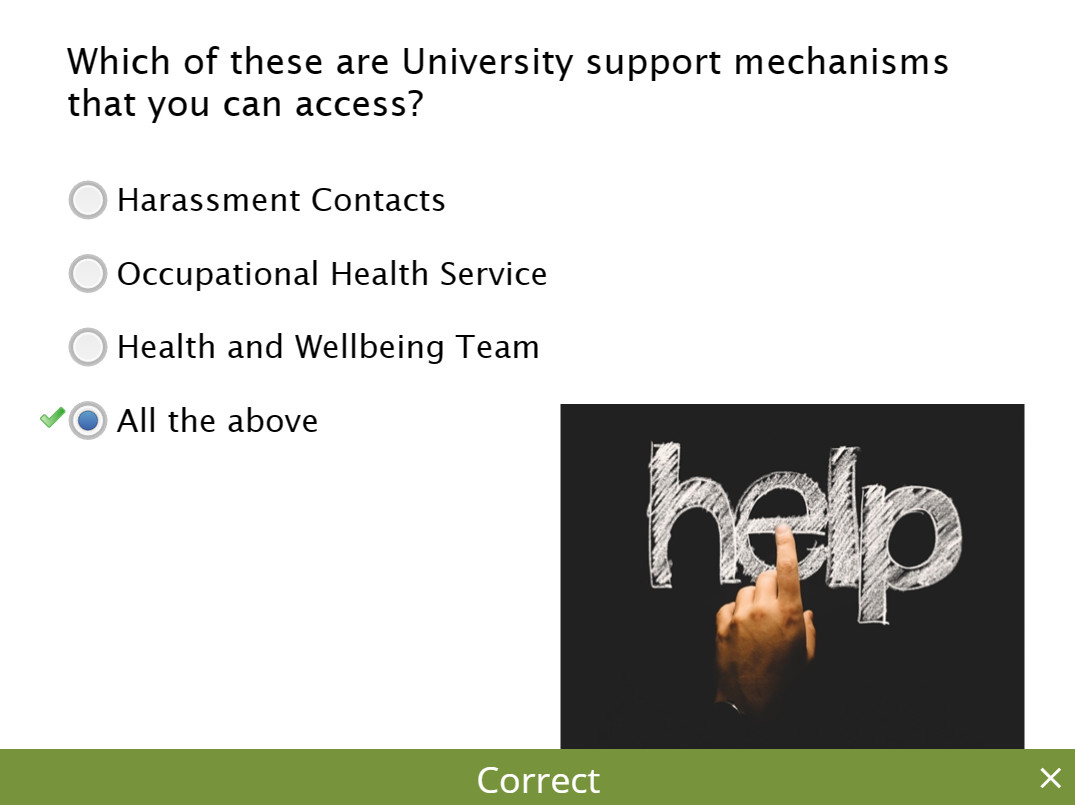 Which of these are University support mechanisms
that you can access?
Harassment Contacts
Occupational Health Service
Health and Wellbeing Team
All the above
help
Correct